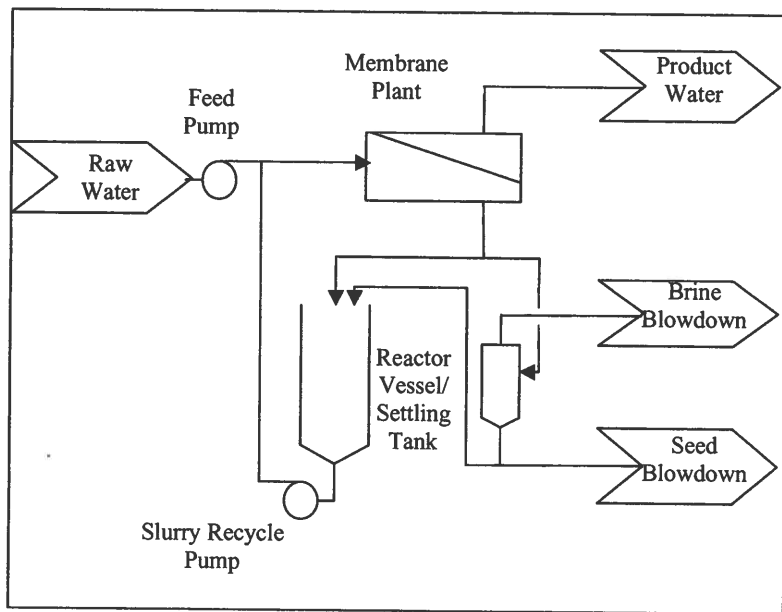 Membrane
Plant
Product
Water
Feed
Pump
Raw
Water
Brine
Blowdown
Reactor
Vessel/
Settling
Tank
Seed
Blowdown
Slurry Recycle
Pump